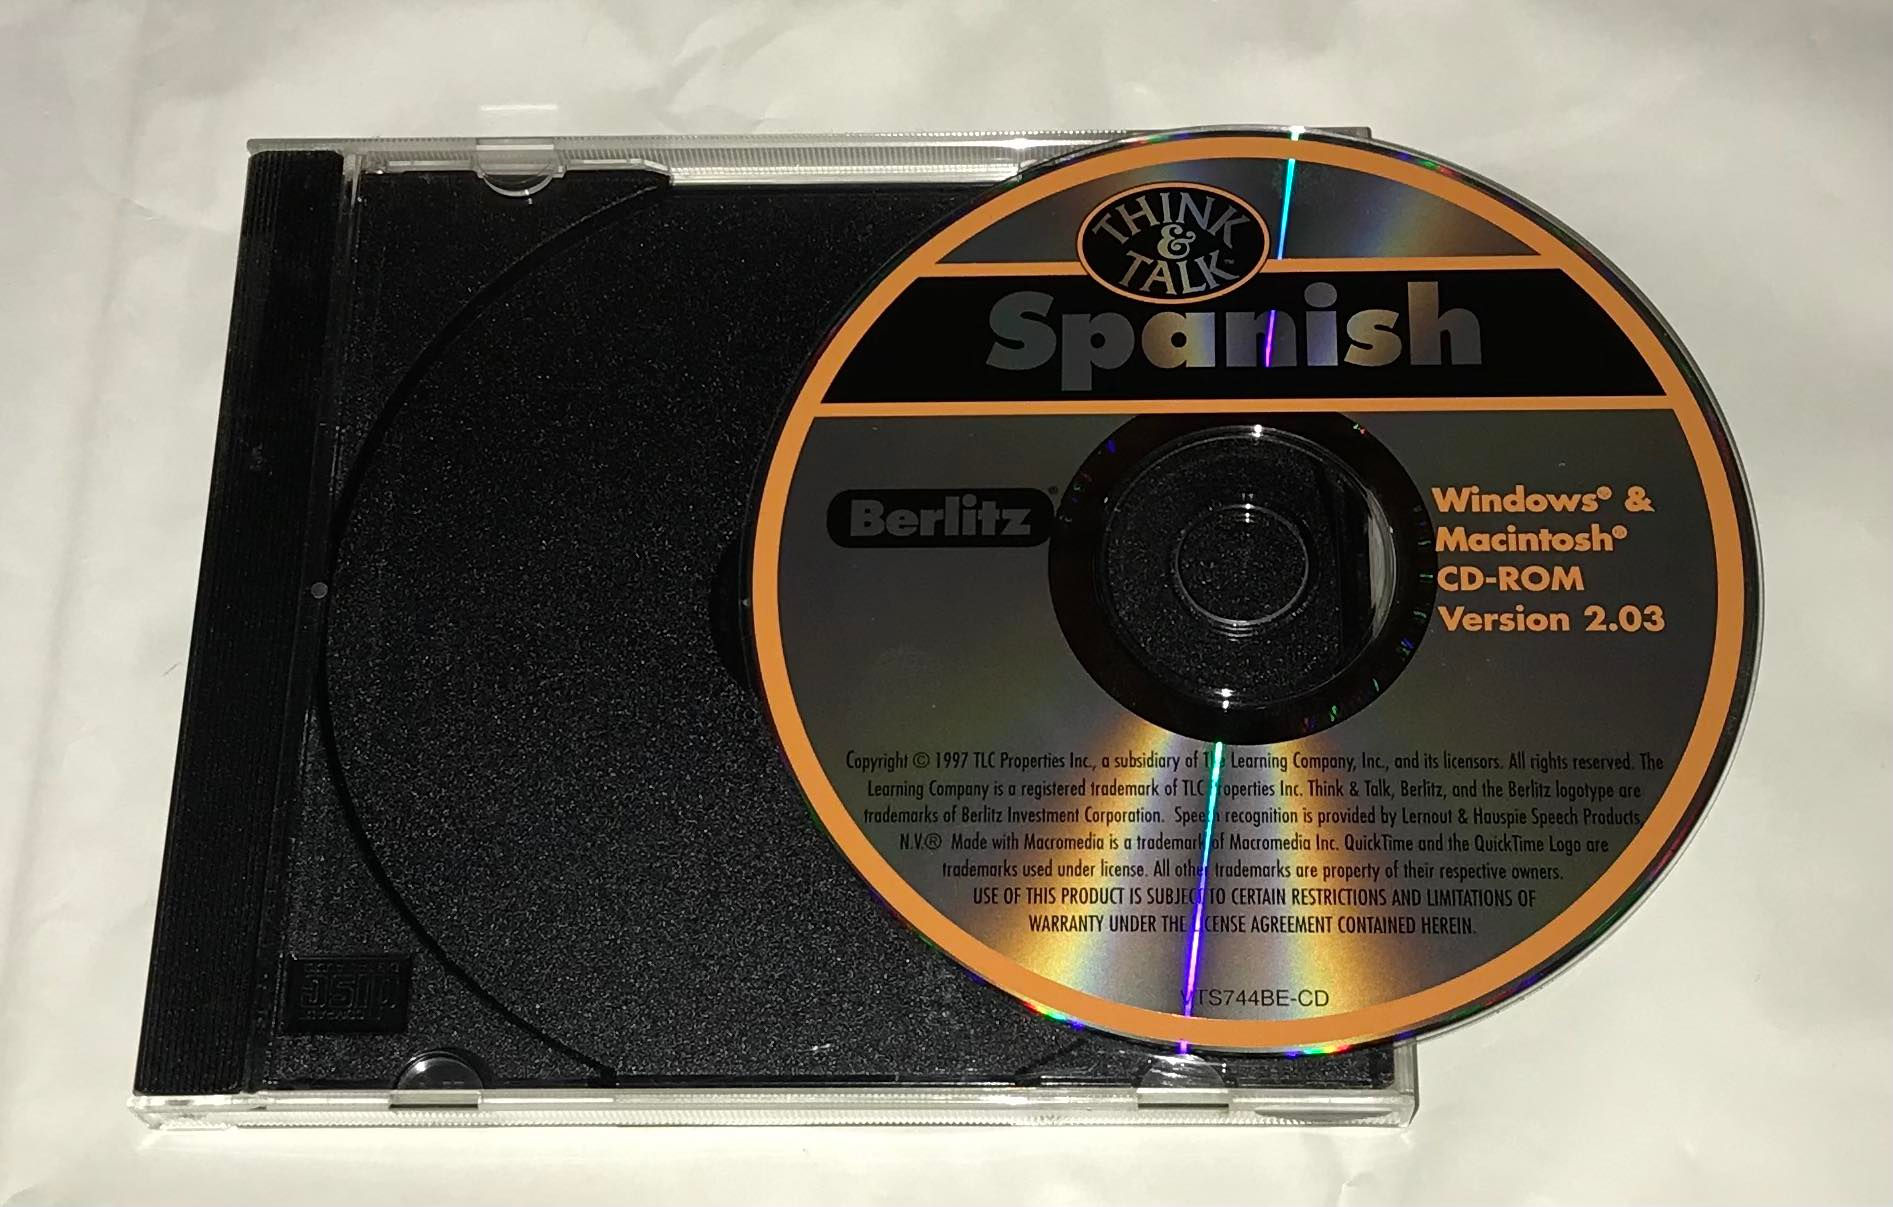 THINK
&
TALK™
Spanish
Berlitz®
Windows® &
Macintosh®
CD-ROM
Version 2.03
Copyright © 1997 TLC Properties Inc., a subsidiary of The Learning Company, Inc., and its licensors. All rights reserved. The
Learning Company is a registered trademark of TLC Properties Inc. Think & Talk, Berlitz, and the Berlitz logotype are
trademarks of Berlitz Investment Corporation. Speech recognition is provided by Lernout & Hauspie Speech Products,
N.V.® Made with Macromedia is a trademark of Macromedia Inc. QuickTime and the QuickTime Logo are
trademarks used under license. All other trademarks are property of their respective owners.
USE OF THIS PRODUCT IS SUBJECT TO CERTAIN RESTRICTIONS AND LIMITATIONS OF
WARRANTY UNDER THE LICENSE AGREEMENT CONTAINED HEREIN.
VTS744BE-CD